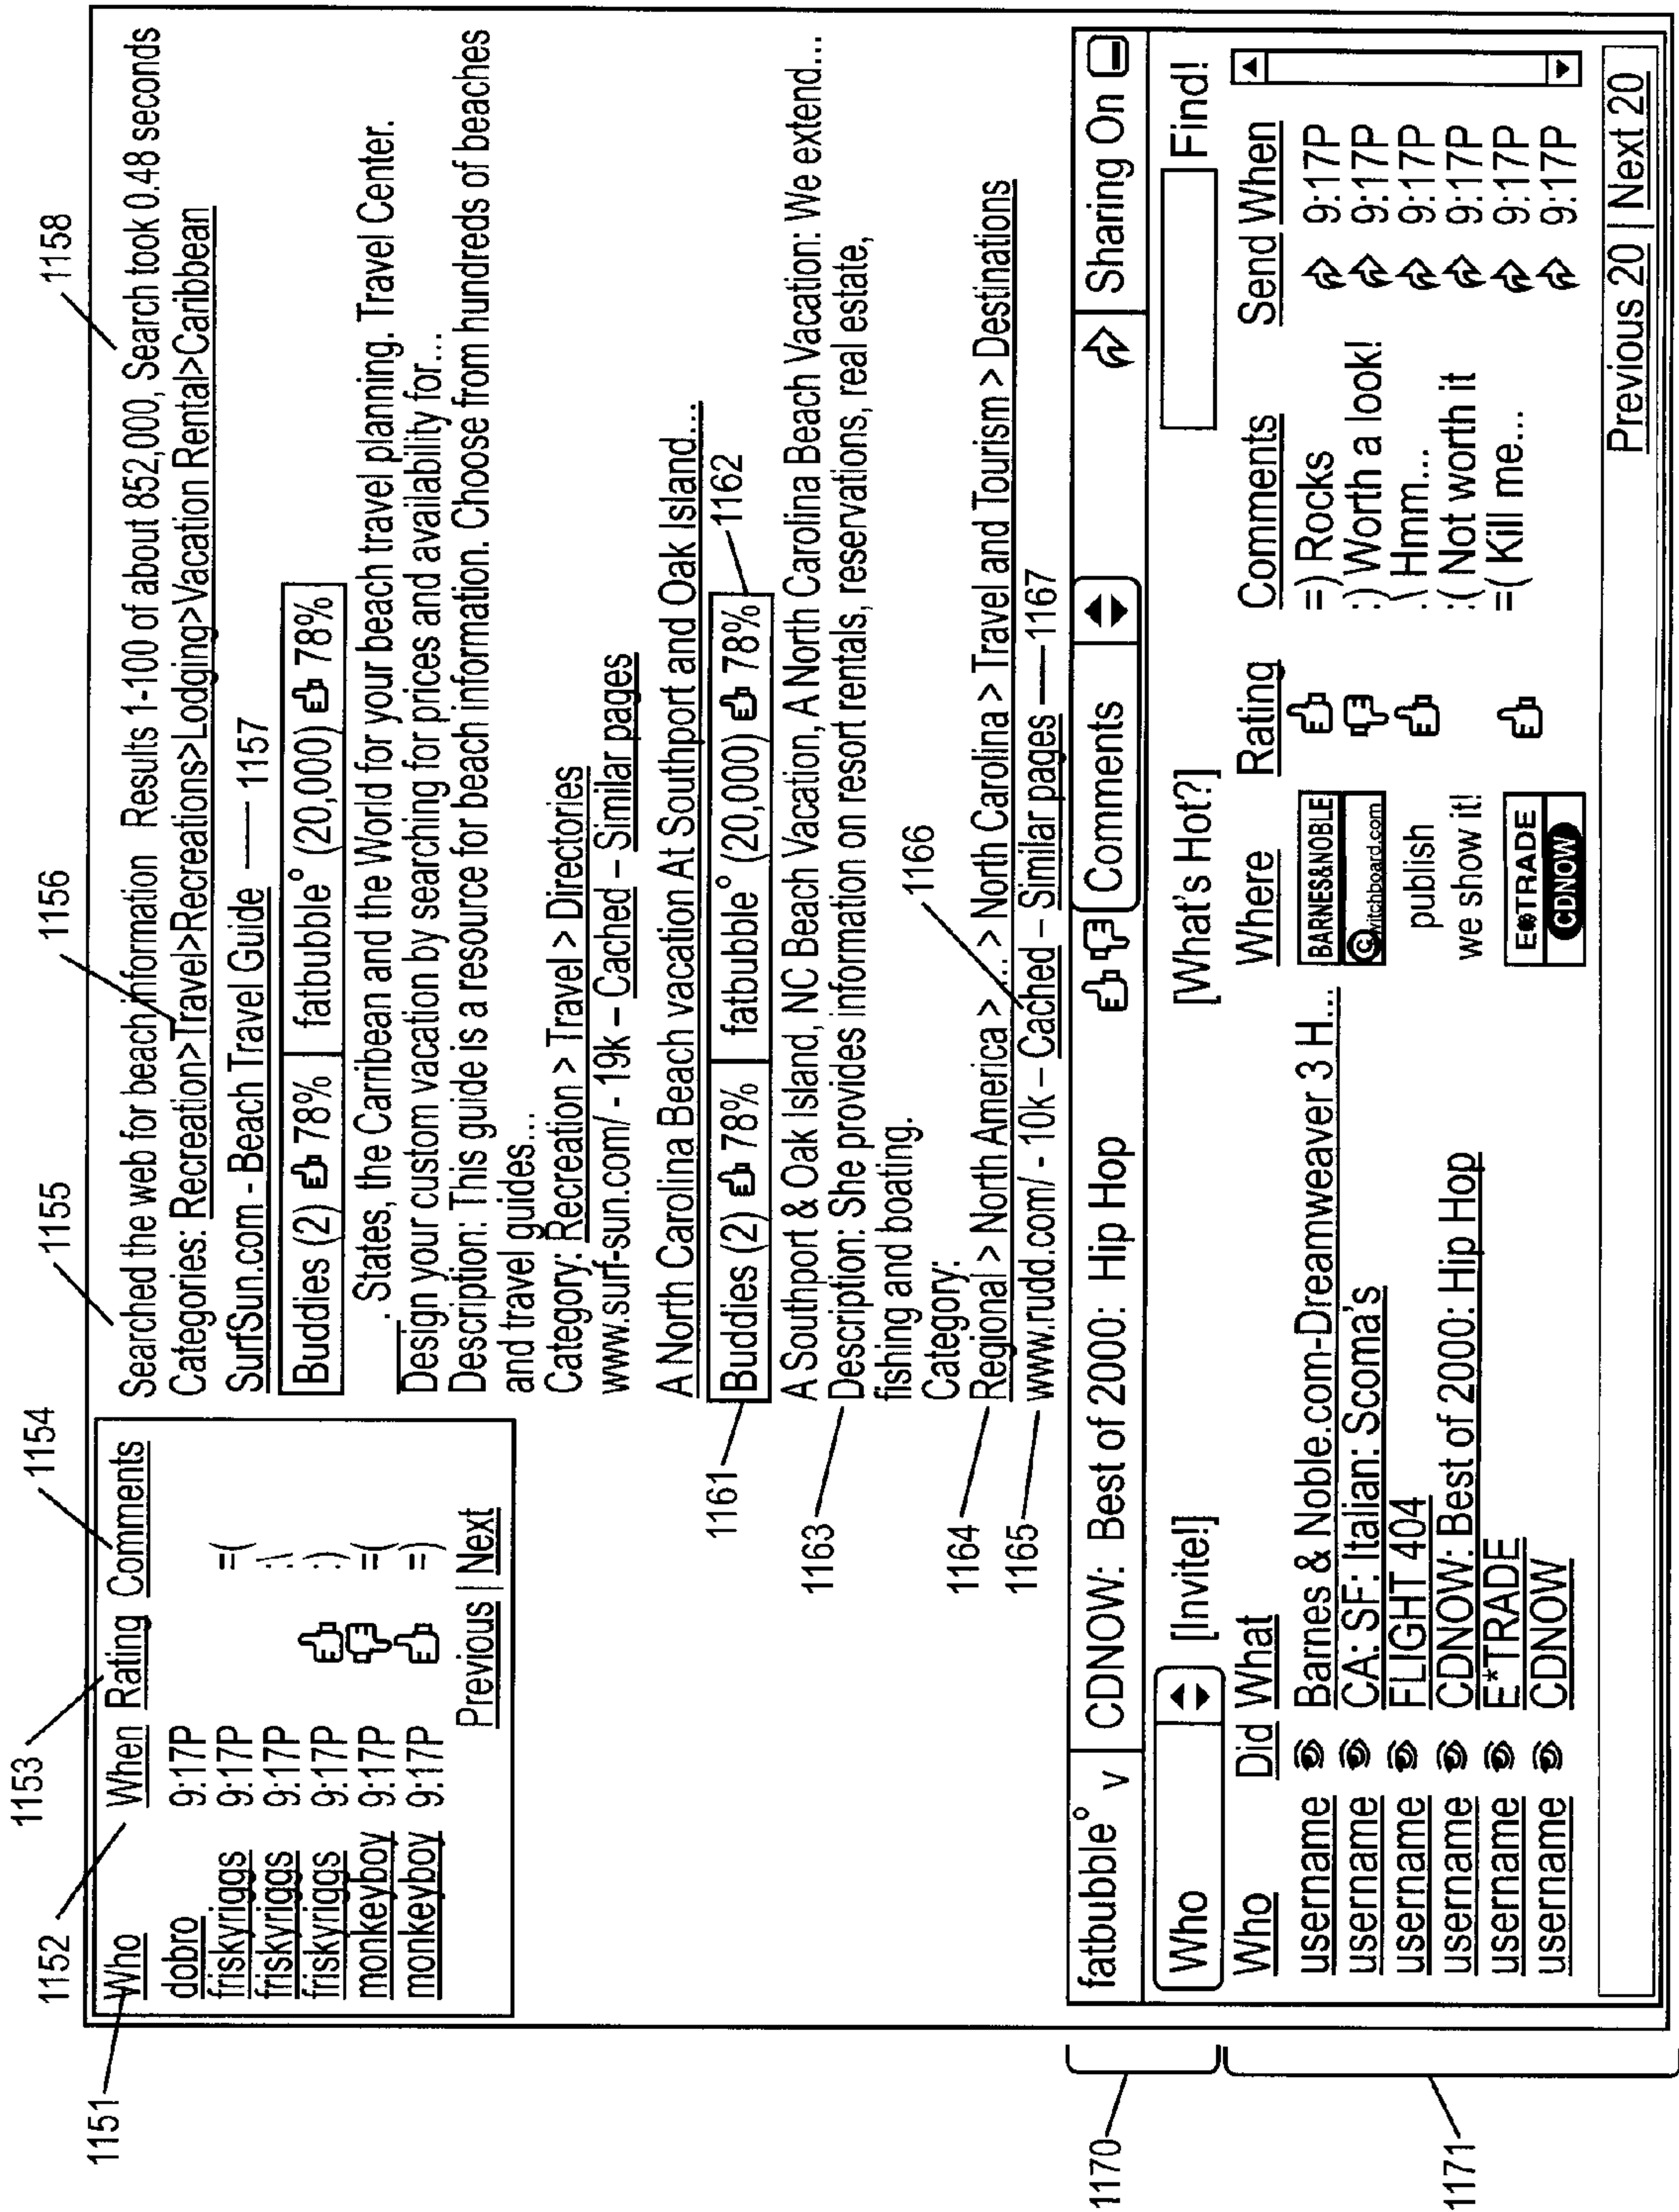 1151
1152
1153
1154
1155
1156
1158
Who When Rating Comments
dobro 9:17P
friskyriggs 9:17P =(
friskyriggs 9:17P :\
friskyriggs 9:17P :)
monkeyboy 9:17P =(
monkeyboy 9:17P =)
Previous | Next
Searched the web for beach information Results 1-100 of about 852,000, Search took 0.48 seconds
Categories: Recreation>Travel>Recreations>Lodging>Vacation Rental>Caribbean
SurfSun.com - Beach Travel Guide 1157
Buddies (2) 78% fatbubble° (20,000) 78%
. States, the Carribean and the World for your beach travel planning. Travel Center.
Design your custom vacation by searching for prices and availability for...
Description: This guide is a resource for beach information. Choose from hundreds of beaches
and travel guides...
Category: Recreation > Travel > Directories
www.surf-sun.com/ - 19k – Cached – Similar pages
A North Carolina Beach vacation At Southport and Oak Island...
1161 Buddies (2) 78% fatbubble° (20,000) 78% 1162
A Southport & Oak Island, NC Beach Vacation, A North Carolina Beach Vacation: We extend...
1163 Description: She provides information on resort rentals, reservations, real estate,
fishing and boating.
Category:
1164 Regional > North America > ... > North Carolina > Travel and Tourism > Destinations
1165 www.rudd.com/ - 10k – Cached – Similar pages 1167
1166
1170
fatbubble° v CDNOW: Best of 2000: Hip Hop Comments Sharing On
Who [Invite!] [What's Hot?] Find!
1171
Who Did What Where Rating Comments Send When
username Barnes & Noble.com-Dreamweaver 3 H... BARNES&NOBLE =) Rocks 9:17P
username CA: SF: Italian: Scoma's switchboard.com :) Worth a look! 9:17P
username FLIGHT 404 publish :\ Hmm... 9:17P
username CDNOW: Best of 2000: Hip Hop we show it! :( Not worth it 9:17P
username E*TRADE E*TRADE =( Kill me... 9:17P
username CDNOW CDNOW 9:17P
Previous 20 | Next 20